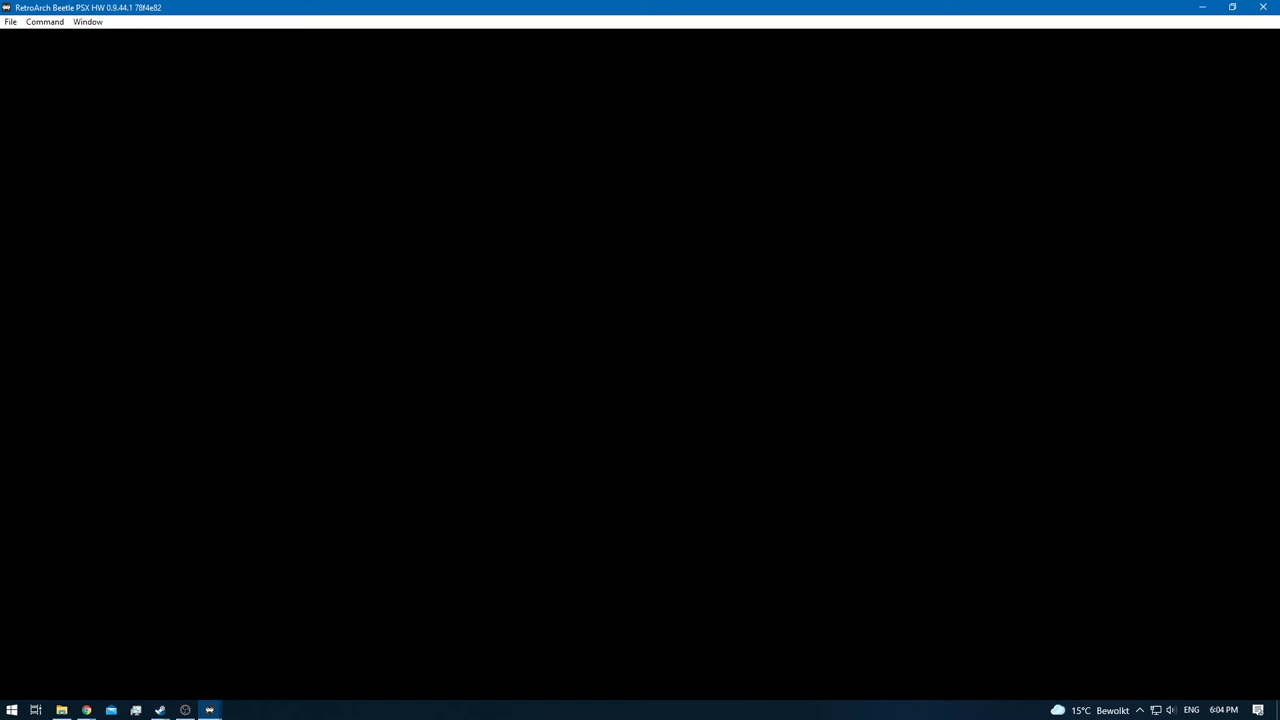 RetroArch Beetle PSX HW 0.9.44.1 78f4e82
File Command Window
15°C Bewolkt ENG 6:04 PM